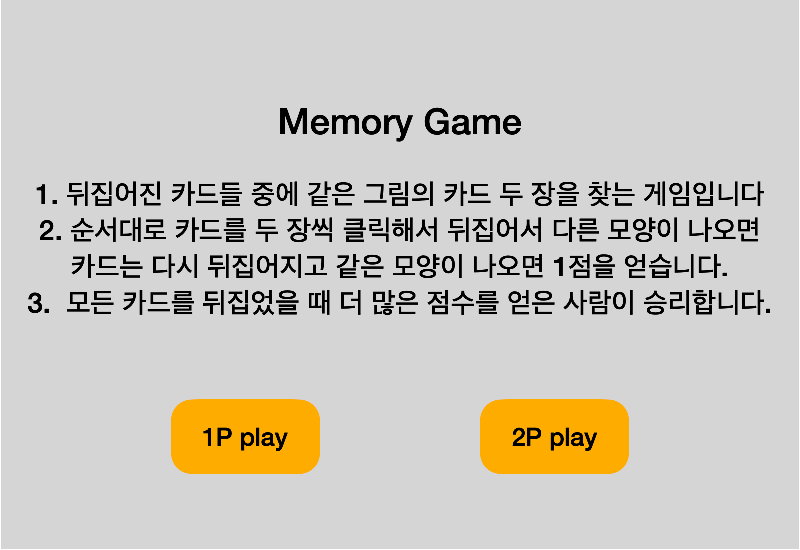 Memory Game
1. 뒤집어진 카드들 중에 같은 그림의 카드 두 장을 찾는 게임입니다
2. 순서대로 카드를 두 장씩 클릭해서 뒤집어서 다른 모양이 나오면
카드는 다시 뒤집어지고 같은 모양이 나오면 1점을 얻습니다.
3. 모든 카드를 뒤집었을 때 더 많은 점수를 얻은 사람이 승리합니다.
1P play
2P play